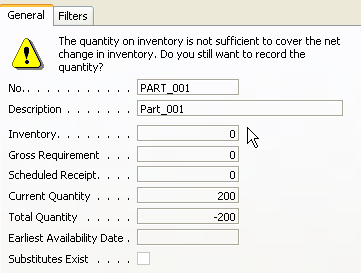 General Filters
The quantity on inventory is not sufficient to cover the net
change in inventory. Do you still want to record the
quantity?
No. . . . . . . . . . . . . PART_001
Description . . . . . . . Part_001
Inventory. . . . . . . . . 0
Gross Requirement . . . . 0
Scheduled Receipt. . . . . 0
Current Quantity . . . . . 200
Total Quantity . . . . . -200
Earliest Availability Date .
Substitutes Exist . . . .